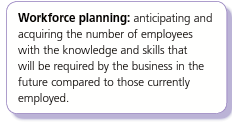 Workforce planning: anticipating and
acquiring the number of employees
with the knowledge and skills that
will be required by the business in the
future compared to those currently
employed.